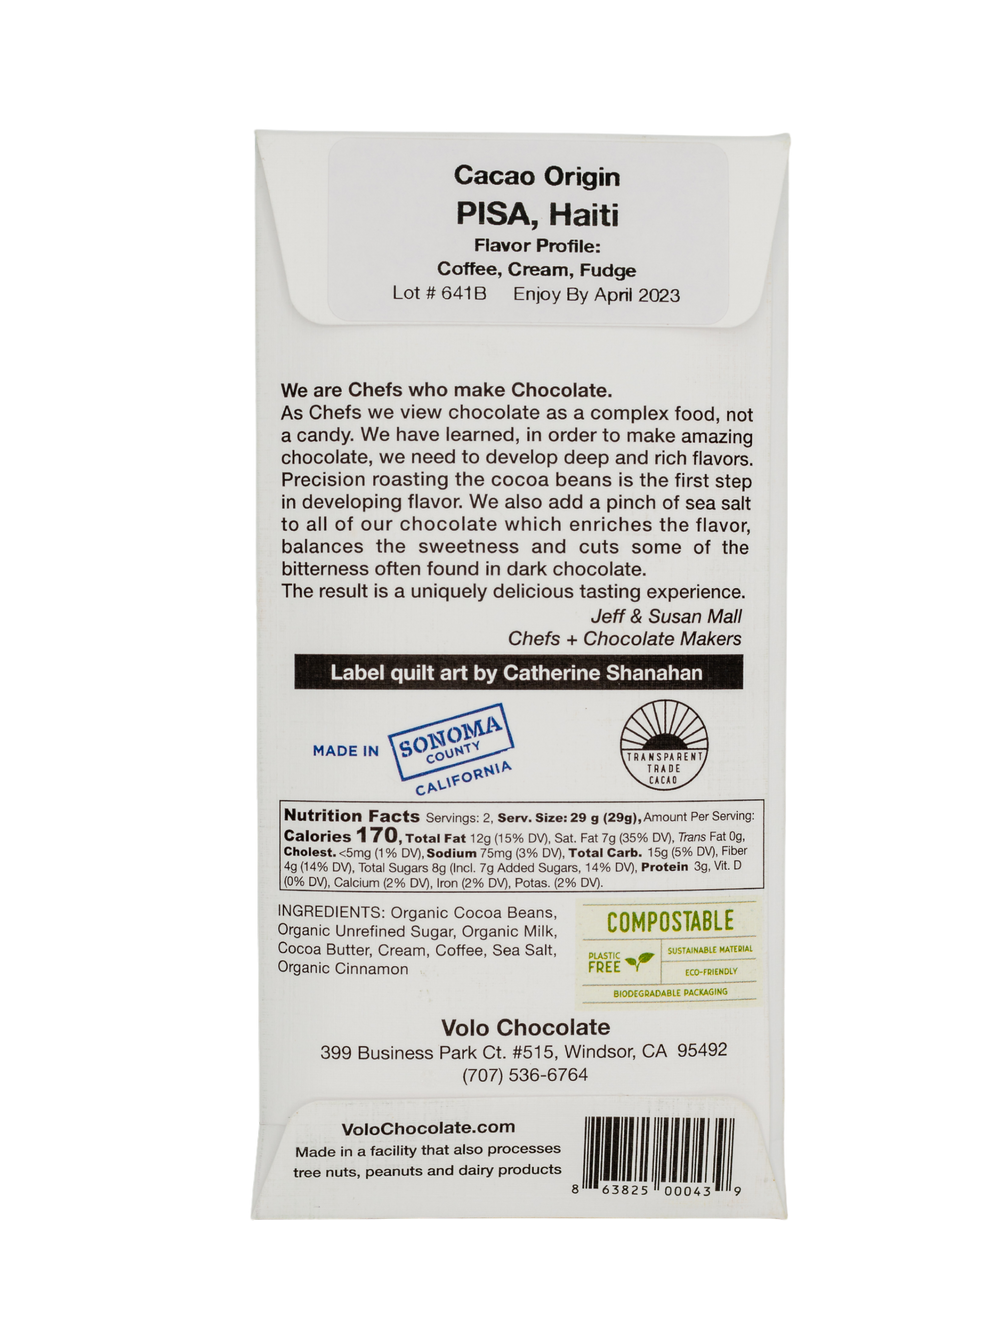 Cacao Origin
PISA, Haiti
Flavor Profile:
Coffee, Cream, Fudge
Lot # 641B Enjoy By April 2023
We are Chefs who make Chocolate.
As Chefs we view chocolate as a complex food, not
a candy. We have learned, in order to make amazing
chocolate, we need to develop deep and rich flavors.
Precision roasting the cocoa beans is the first step
in developing flavor. We also add a pinch of sea salt
to all of our chocolate which enriches the flavor,
balances the sweetness and cuts some of the
bitterness often found in dark chocolate.
The result is a uniquely delicious tasting experience.
Jeff & Susan Mall
Chefs + Chocolate Makers
Label quilt art by Catherine Shanahan
MADE IN
SONOMA
COUNTY
CALIFORNIA
TRANSPARENT
TRADE
CACAO
Nutrition Facts Servings: 2, Serv. Size: 29 g (29g), Amount Per Serving:
Calories 170, Total Fat 12g (15% DV), Sat. Fat 7g (35% DV), Trans Fat 0g,
Cholest. <5mg (1% DV), Sodium 75mg (3% DV), Total Carb. 15g (5% DV), Fiber
4g (14% DV), Total Sugars 8g (Incl. 7g Added Sugars, 14% DV), Protein 3g, Vit. D
(0% DV), Calcium (2% DV), Iron (2% DV), Potas. (2% DV).
INGREDIENTS: Organic Cocoa Beans,
Organic Unrefined Sugar, Organic Milk,
Cocoa Butter, Cream, Coffee, Sea Salt,
Organic Cinnamon
COMPOSTABLE
PLASTIC
FREE
SUSTAINABLE MATERIAL
ECO-FRIENDLY
BIODEGRADABLE PACKAGING
Volo Chocolate
399 Business Park Ct. #515, Windsor, CA 95492
(707) 536-6764
VoloChocolate.com
Made in a facility that also processes
tree nuts, peanuts and dairy products
8 63825 00043 9